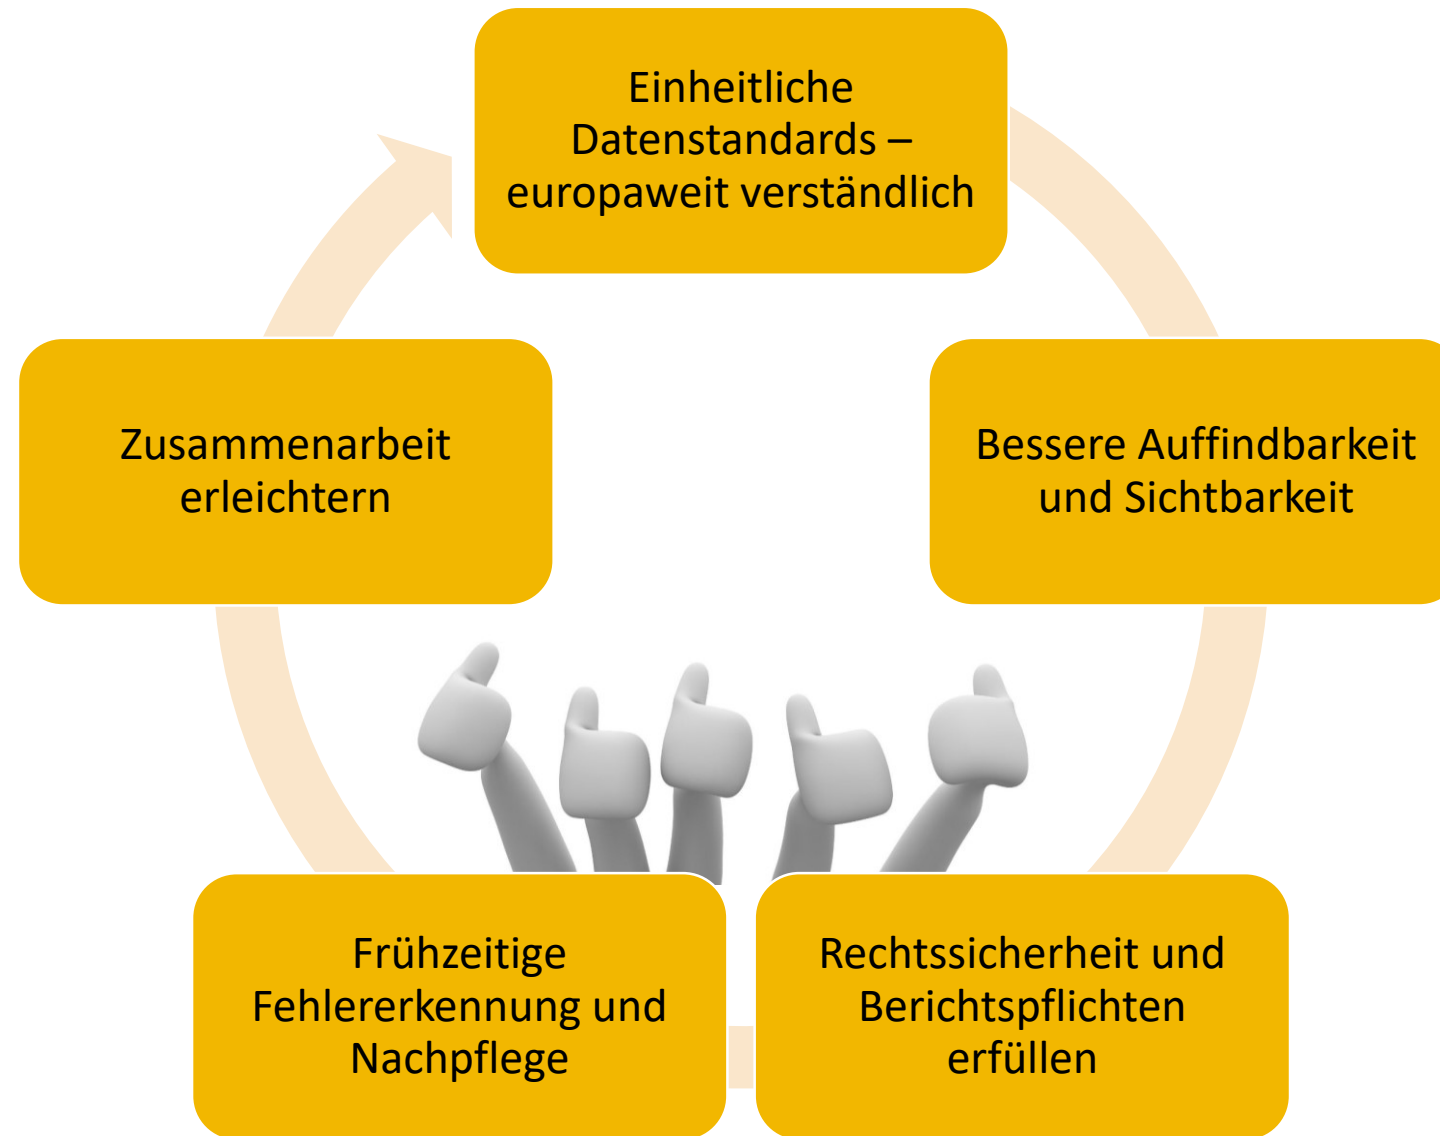 Einheitliche
Datenstandards –
europaweit verständlich
Bessere Auffindbarkeit
und Sichtbarkeit
Rechtssicherheit und
Berichtspflichten
erfüllen
Frühzeitige
Fehlererkennung und
Nachpflege
Zusammenarbeit
erleichtern